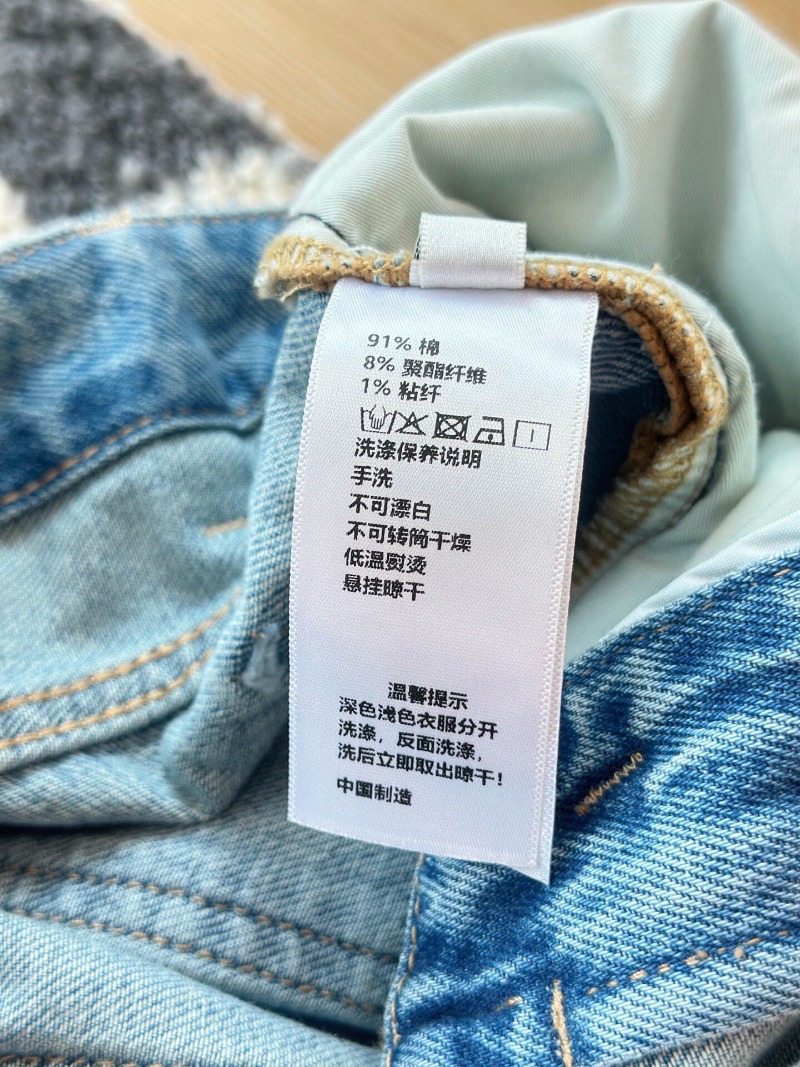 91% 棉
8% 聚酯纤维
1% 粘纤
洗涤保养说明
手洗
不可漂白
不可转筒干燥
低温熨烫
悬挂晾干
温馨提示
深色浅色衣服分开
洗涤，反面洗涤，
洗后立即取出晾干！
中国制造